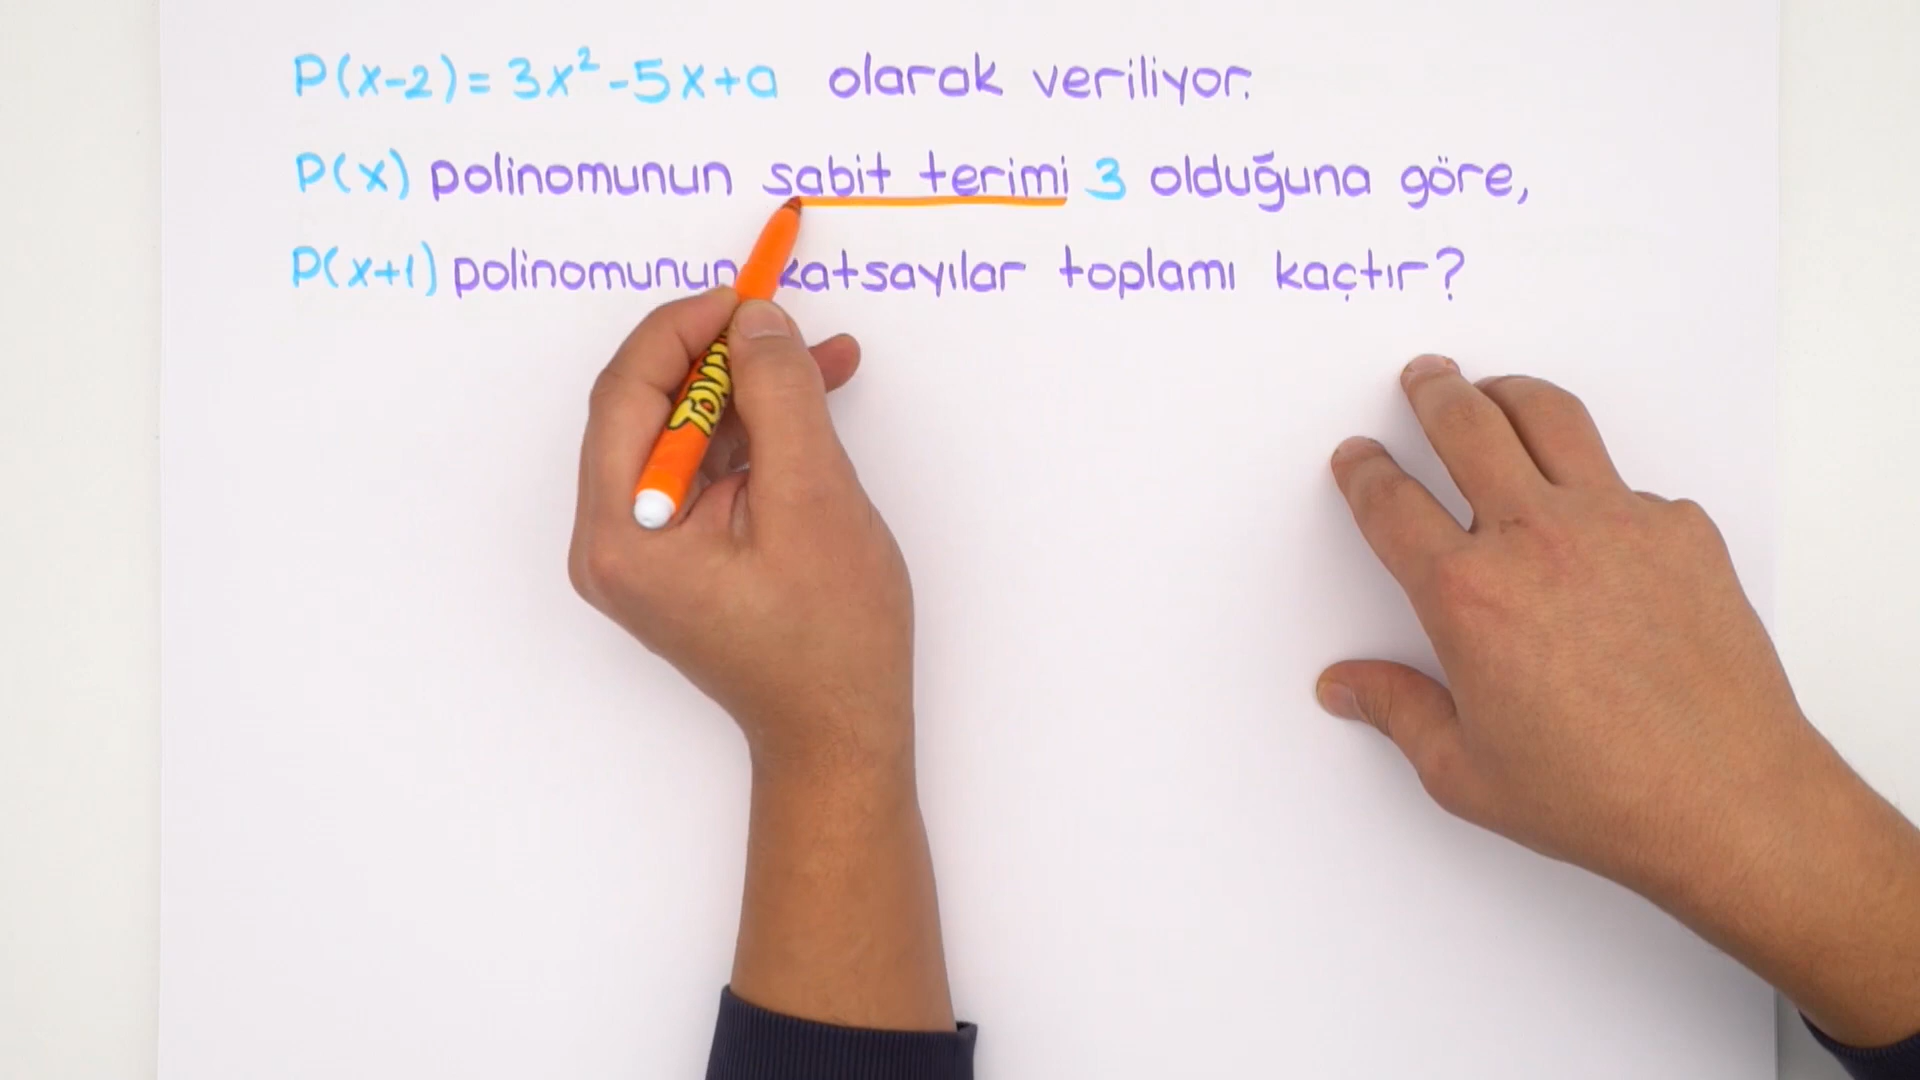 P(x-2) = 3x² -5x+a olarak veriliyor.
P(x) polinomunun sabit terimi 3 olduğuna göre,
P(x+1) polinomunun katsayılar toplamı kaçtır?